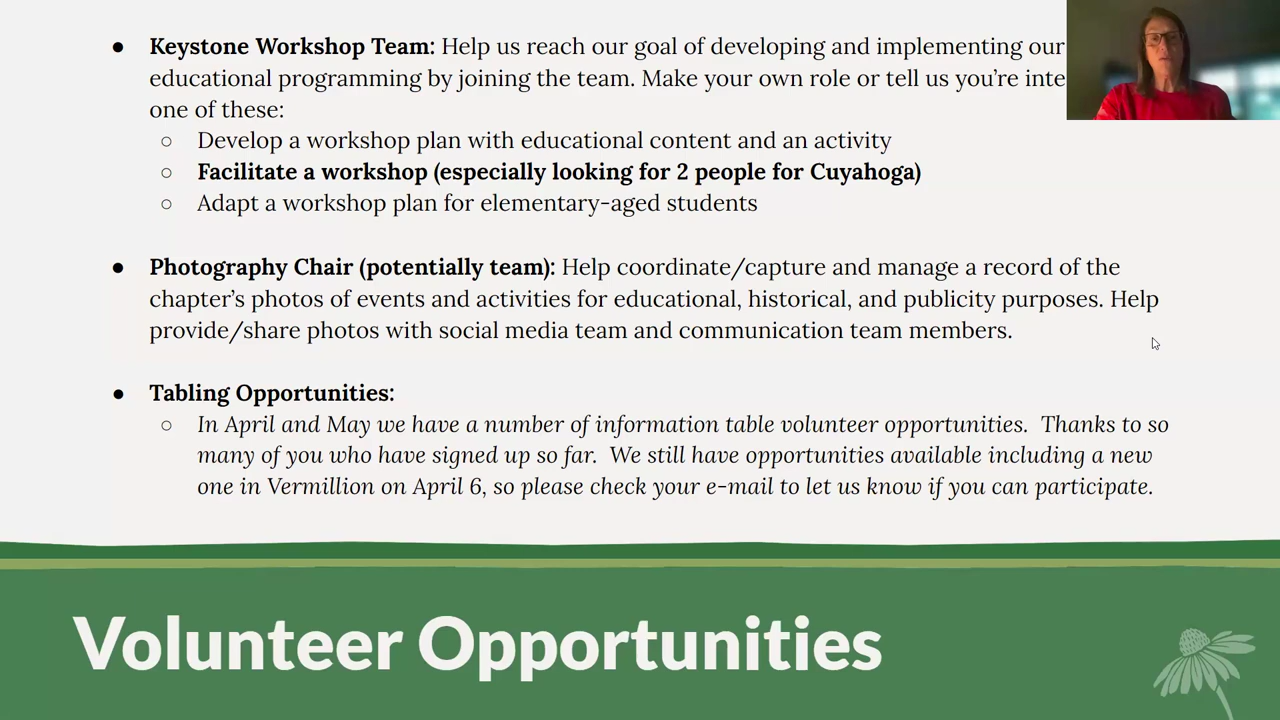 ● Keystone Workshop Team: Help us reach our goal of developing and implementing our
educational programming by joining the team. Make your own role or tell us you're
one of these:
○ Develop a workshop plan with educational content and an activity
○ Facilitate a workshop (especially looking for 2 people for Cuyahoga)
○ Adapt a workshop plan for elementary-aged students
● Photography Chair (potentially team): Help coordinate/capture and manage a record of the
chapter's photos of events and activities for educational, historical, and publicity purposes. Help
provide/share photos with social media team and communication team members.
● Tabling Opportunities:
○ In April and May we have a number of information table volunteer opportunities.  Thanks to so
many of you who have signed up so far.  We still have opportunities available including a new
one in Vermillion on April 6, so please check your e-mail to let us know if you can participate.
Volunteer Opportunities